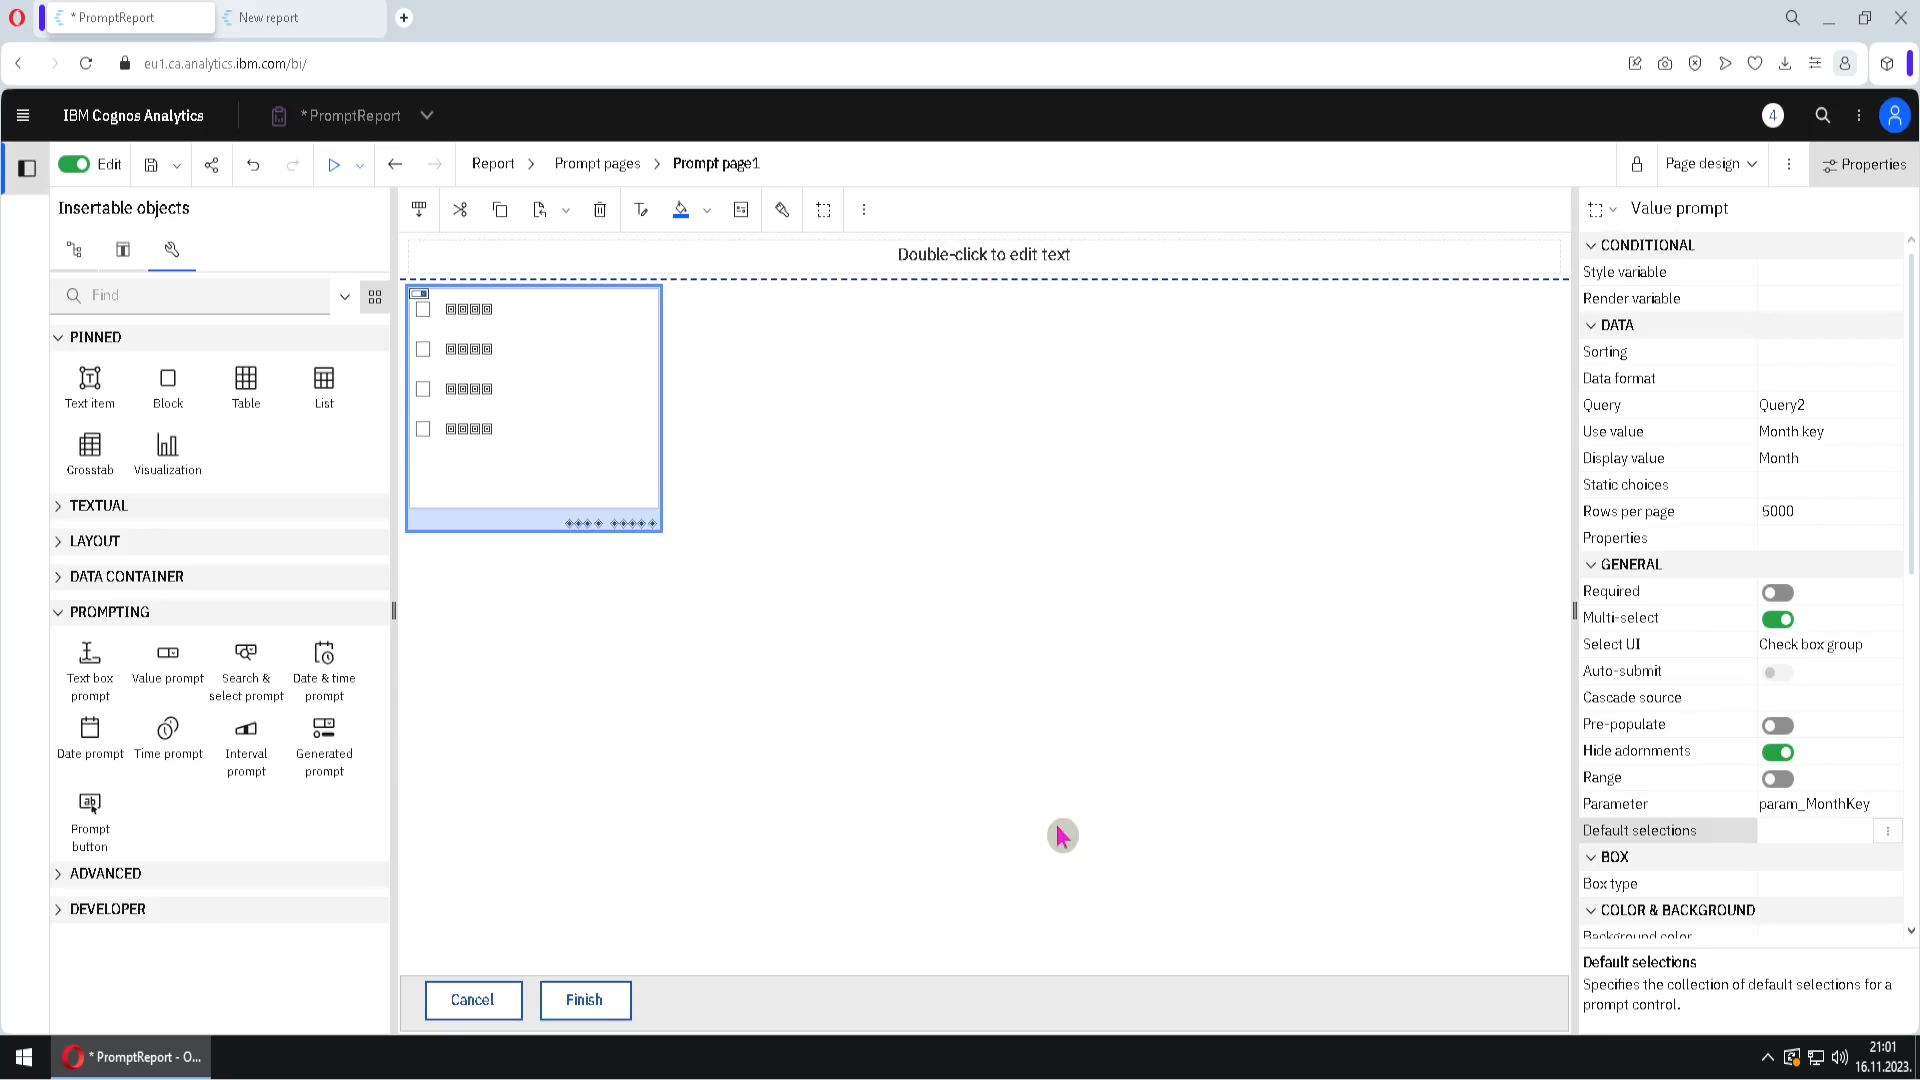 * PromptReport
New report
eu1.ca.analytics.ibm.com/bi/
IBM Cognos Analytics
* PromptReport
4
Edit
Report
Prompt pages
Prompt page1
Page design
Properties
Insertable objects
Find
PINNED
Text item
Block
Table
List
Crosstab
Visualization
TEXTUAL
LAYOUT
DATA CONTAINER
PROMPTING
Text box
prompt
Value prompt
Search &
select prompt
Date & time
prompt
Date prompt
Time prompt
Interval
prompt
Generated
prompt
Prompt
button
ADVANCED
DEVELOPER
Double-click to edit text
Cancel
Finish
Value prompt
CONDITIONAL
Style variable
Render variable
DATA
Sorting
Data format
Query Query2
Use value Month key
Display value Month
Static choices
Rows per page 5000
Properties
GENERAL
Required
Multi-select
Select UI Check box group
Auto-submit
Cascade source
Pre-populate
Hide adornments
Range
Parameter param_MonthKey
Default selections
BOX
Box type
COLOR & BACKGROUND
Background color
Default selections
Specifies the collection of default selections for a
prompt control.
* PromptReport - O...
21:01
16.11.2023.